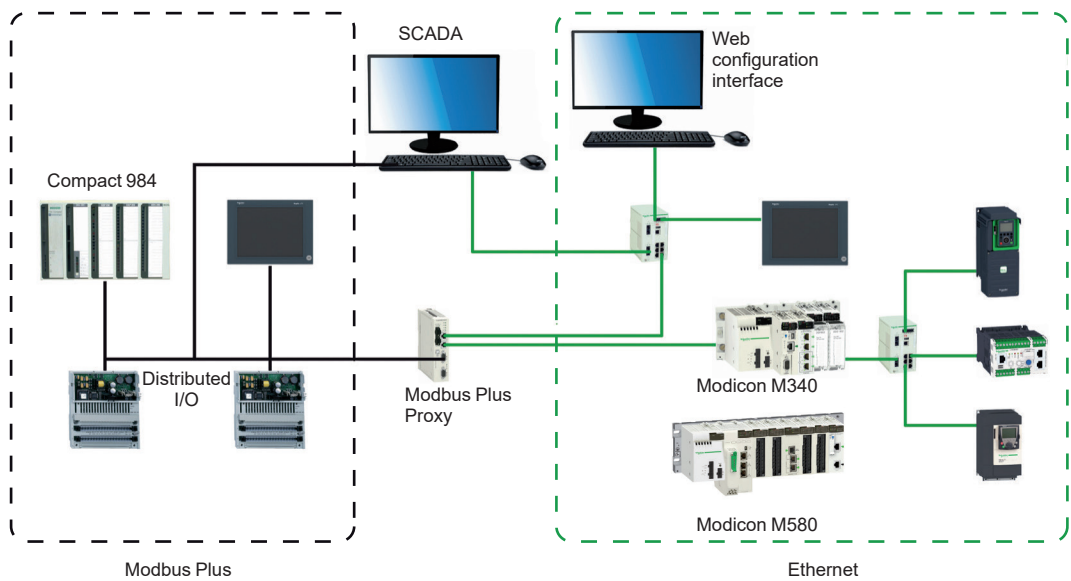 SCADA
Web
configuration
interface
Compact 984
Distributed
I/O
Modbus Plus
Proxy
Modicon M340
Modicon M580
Modbus Plus
Ethernet